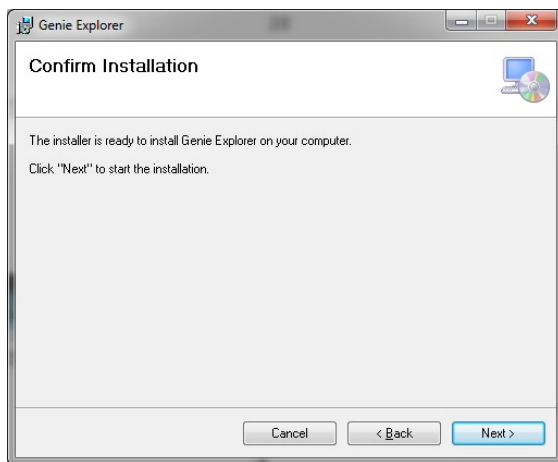 Genie Explorer
Confirm Installation
The installer is ready to install Genie Explorer on your computer.
Click "Next" to start the installation.
Cancel
< Back
Next >